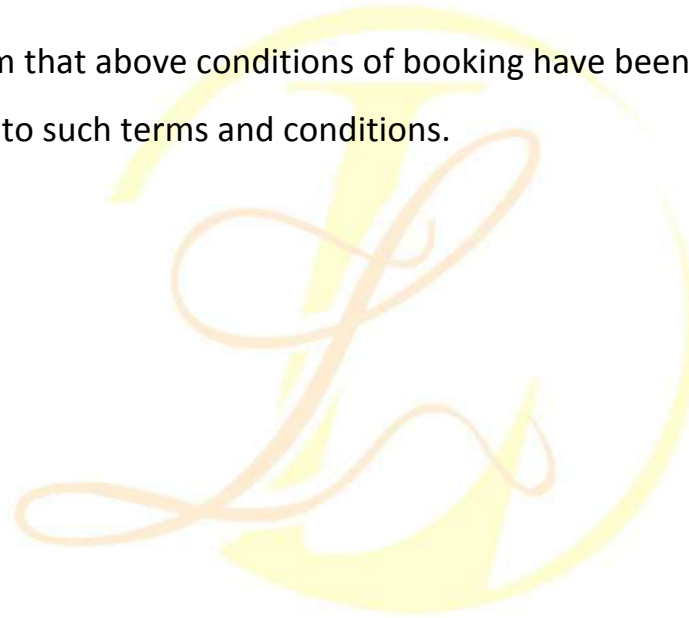 that above conditions of booking have been
to such terms and conditions.
L